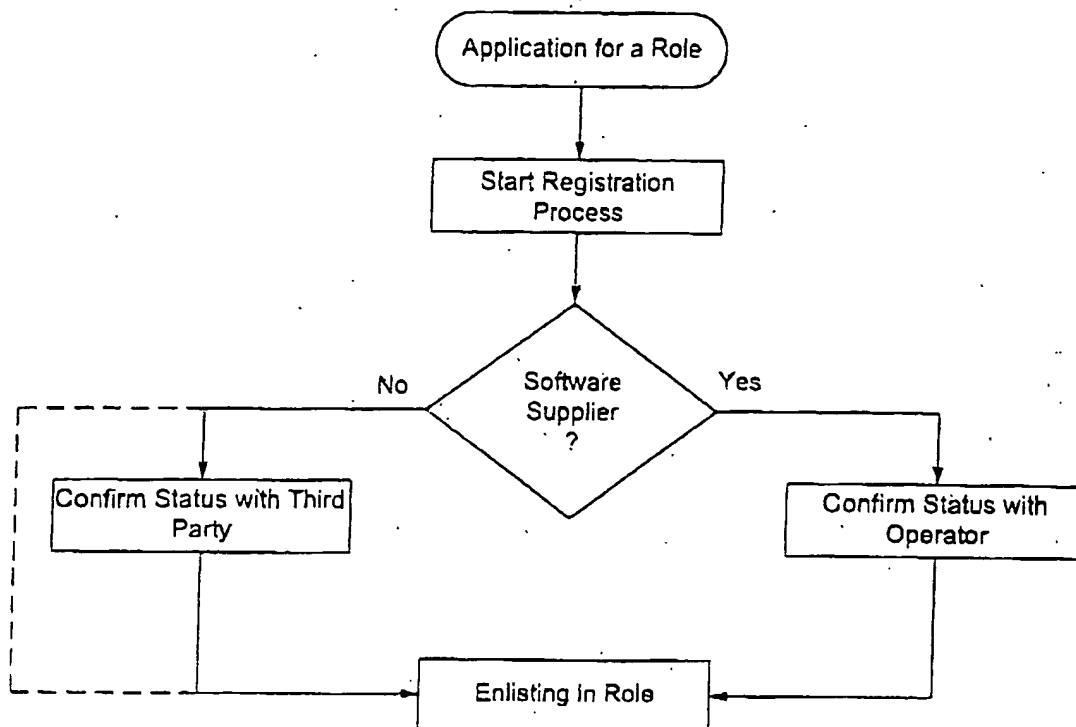 Application for a Role
Start Registration
Process
No
Software
Supplier
?
Yes
Confirm Status with Third
Party
Confirm Status with
Operator
Enlisting in Role